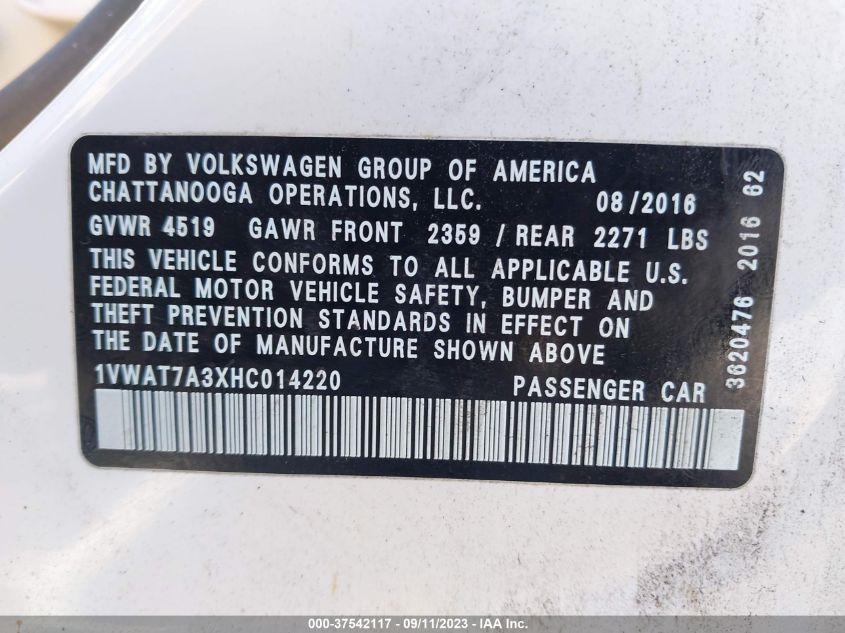 MFD BY VOLKSWAGEN GROUP OF AMERICA
CHATTANOOGA OPERATIONS, LLC. 08/2016
GVWR 4519 GAWR FRONT 2359 / REAR 2271 LBS
THIS VEHICLE CONFORMS TO ALL APPLICABLE U.S.
FEDERAL MOTOR VEHICLE SAFETY, BUMPER AND
THEFT PREVENTION STANDARDS IN EFFECT ON
THE DATE OF MANUFACTURE SHOWN ABOVE.
1VWAT7A3XHC014220 PASSENGER CAR
3620476 2016 62
000-37542117 - 09/11/2023 - IAA Inc.